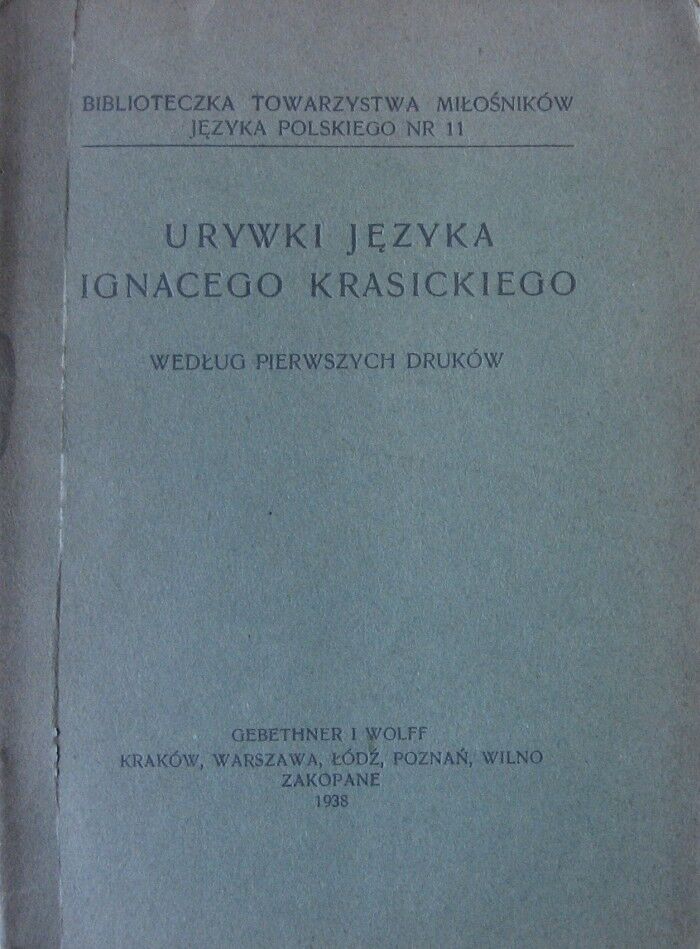 BIBLIOTECZKA TOWARZYSTWA MIŁOŚNIKÓW
JĘZYKA POLSKIEGO NR 11
URYWKI JĘZYKA
IGNACEGO KRASICKIEGO
WEDŁUG PIERWSZYCH DRUKÓW
GEBETHNER I WOLFF
KRAKÓW, WARSZAWA, ŁÓDŹ, POZNAŃ, WILNO
ZAKOPANE
1938